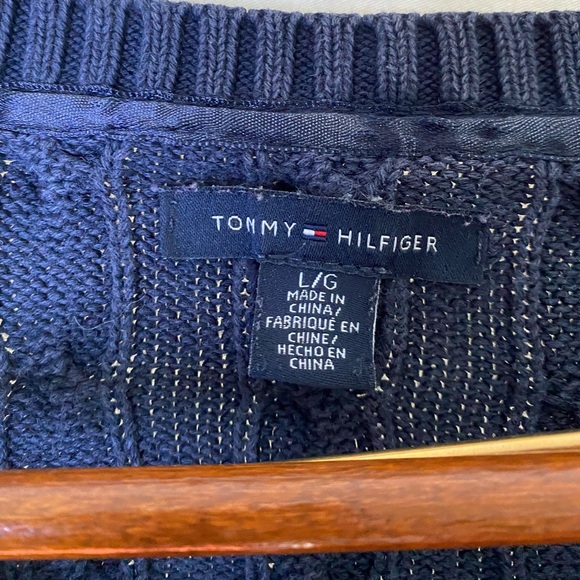 TOMMY HILFIGER
L/G
MADE IN
CHINA/
FABRIQUÉ EN
CHINE/
HECHO EN
CHINA